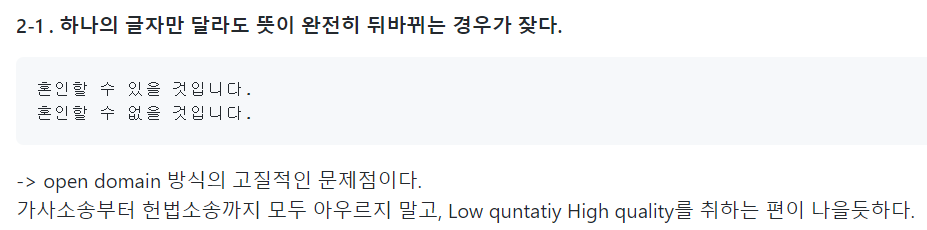 2-1. 하나의 글자만 달라도 뜻이 완전히 뒤바뀌는 경우가 잦다.
혼인할 수 있을 것입니다.
혼인할 수 없을 것입니다.
-> open domain 방식의 고질적인 문제점이다.
가사소송부터 헌법소송까지 모두 아우르지 말고, Low quntatiy High quality를 취하는 편이 나을듯하다.